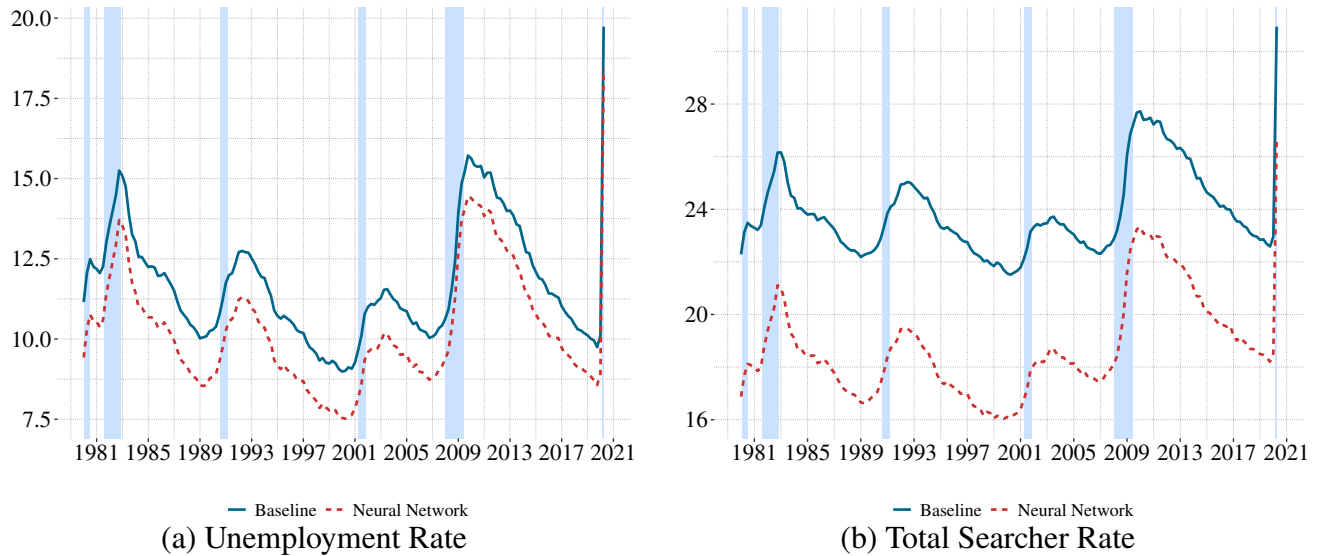 20.0
17.5
15.0
12.5
10.0
7.5
1981 1985 1989 1993 1997 2001 2005 2009 2013 2017 2021
Baseline Neural Network
(a) Unemployment Rate
28
24
20
16
1981 1985 1989 1993 1997 2001 2005 2009 2013 2017 2021
Baseline Neural Network
(b) Total Searcher Rate